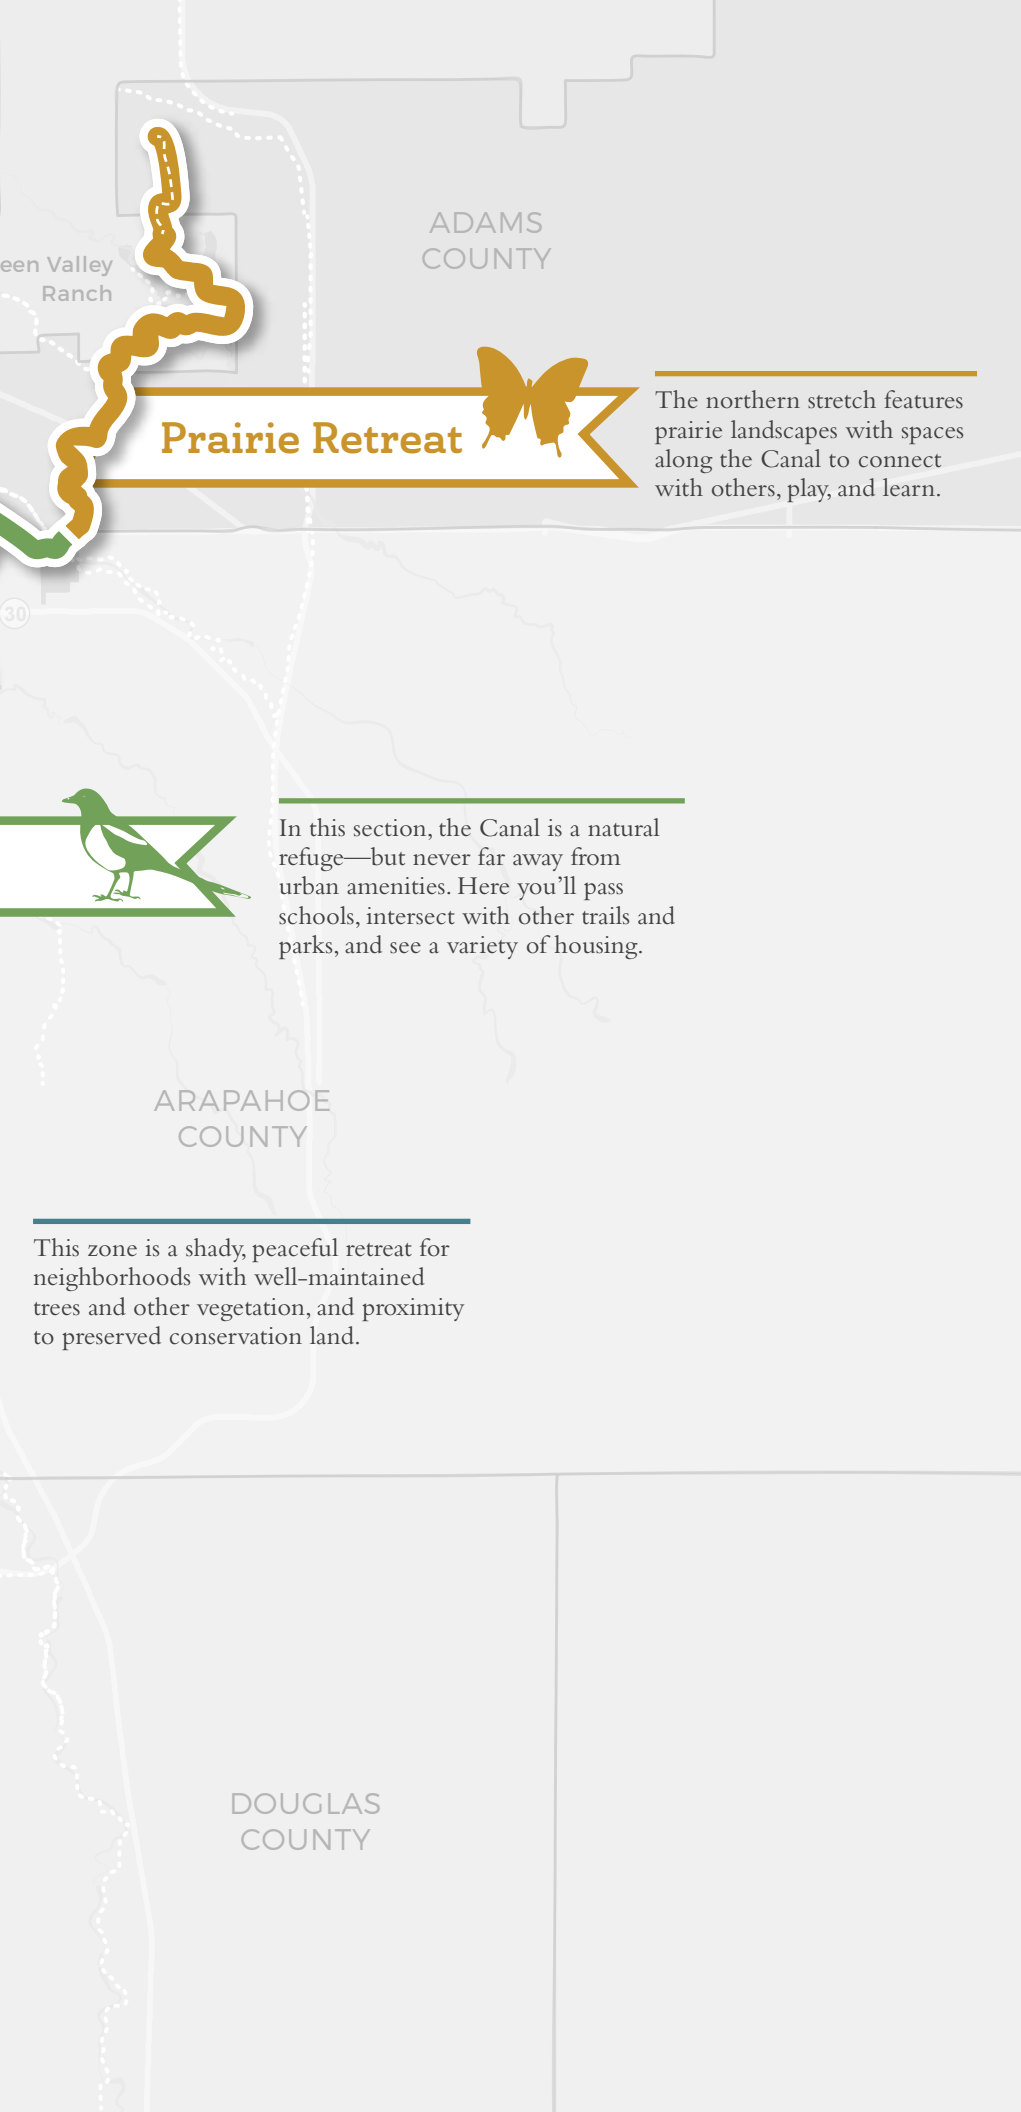 ADAMS
COUNTY
een Valley
Ranch
Prairie Retreat
The northern stretch features
prairie landscapes with spaces
along the Canal to connect
with others, play, and learn.
30
In this section, the Canal is a natural
refuge—but never far away from
urban amenities. Here you’ll pass
schools, intersect with other trails and
parks, and see a variety of housing.
ARAPAHOE
COUNTY
This zone is a shady, peaceful retreat for
neighborhoods with well-maintained
trees and other vegetation, and proximity
to preserved conservation land.
DOUGLAS
COUNTY